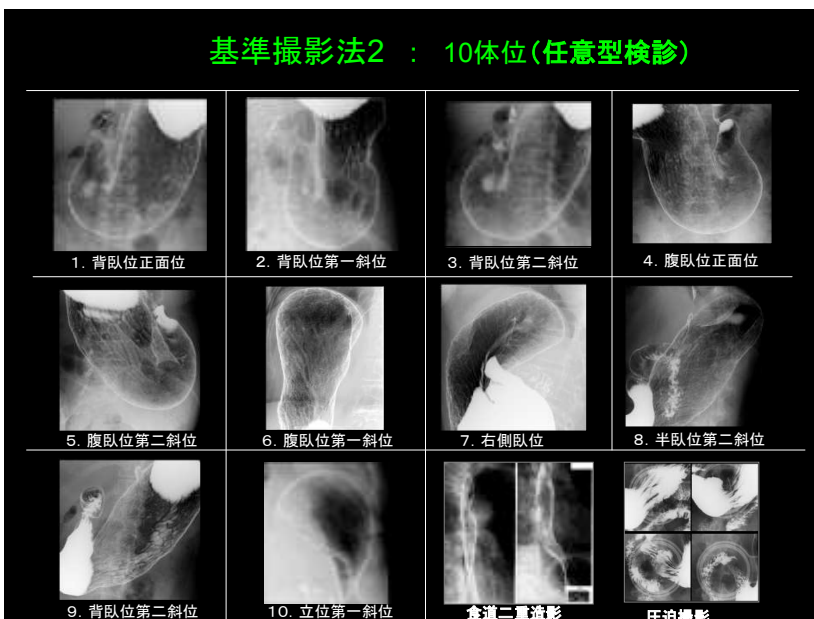 基準撮影法2 : 10体位(任意型検診)
1. 背臥位正面位
2. 背臥位第一斜位
3. 背臥位第二斜位
4. 腹臥位正面位
5. 腹臥位第二斜位
6. 腹臥位第一斜位
7. 右側臥位
8. 半臥位第二斜位
9. 背臥位第二斜位
10. 立位第一斜位
食道二重造影
圧迫撮影